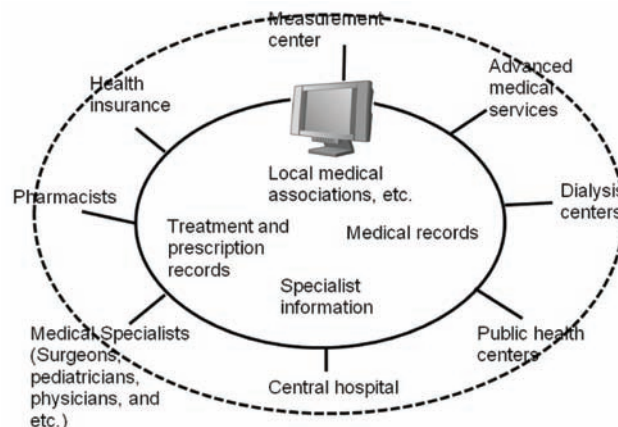 Measurement
center
Advanced
medical
services
Health
insurance
Local medical
associations, etc.
Dialysis
centers
Pharmacists
Treatment and
prescription
records
Medical records
Specialist
information
Public health
centers
Medical Specialists
(Surgeons,
pediatricians,
physicians, and
etc.)
Central hospital